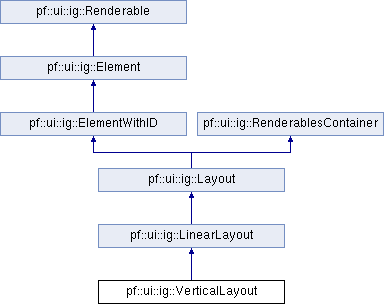 pf::ui::ig::Renderable
pf::ui::ig::Element
pf::ui::ig::ElementWithID
pf::ui::ig::RenderablesContainer
pf::ui::ig::Layout
pf::ui::ig::LinearLayout
pf::ui::ig::VerticalLayout